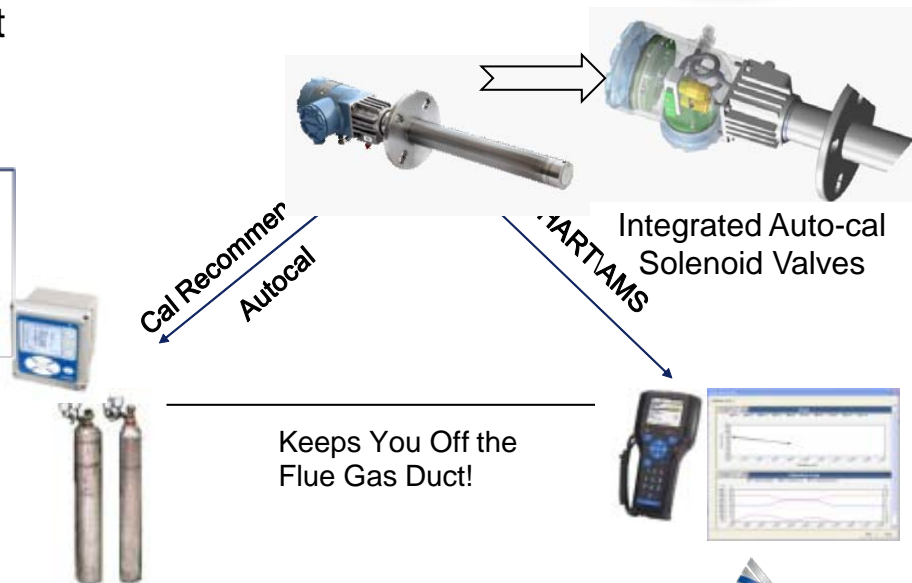 t
Integrated Auto-cal
Solenoid Valves
Cal Recommen
Autocal
HART\AMS
Keeps You Off the
Flue Gas Duct!